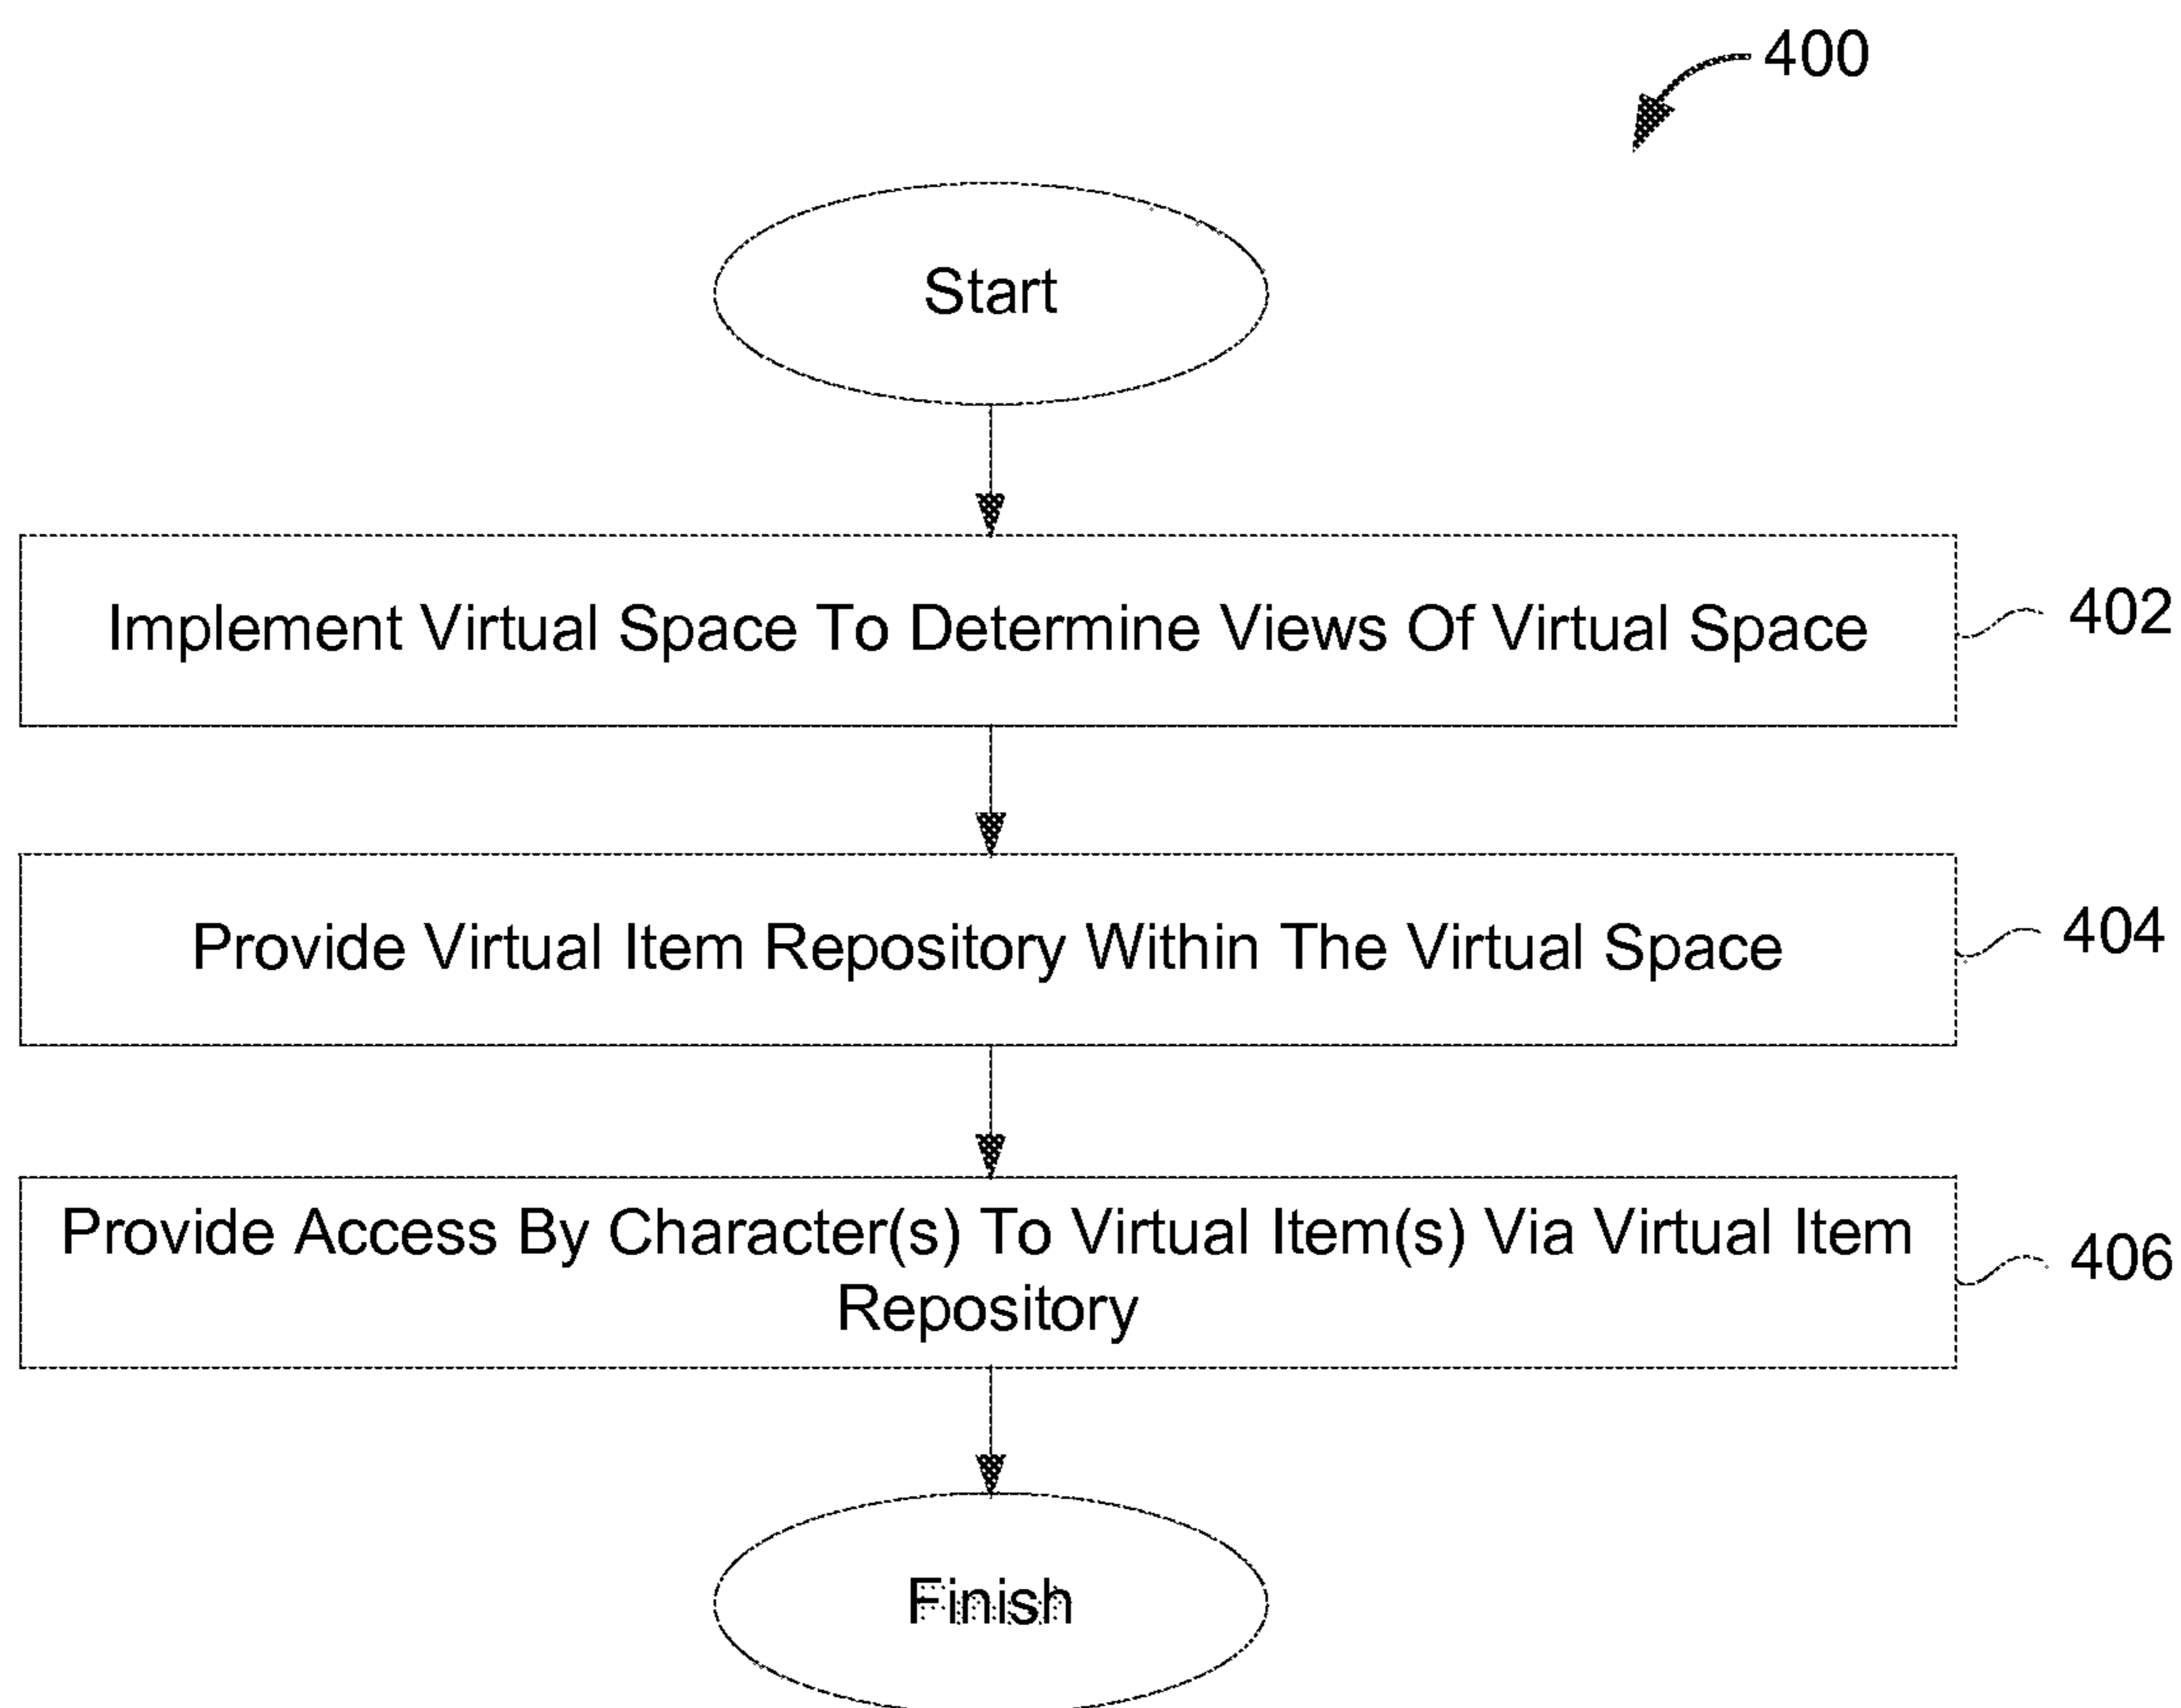 400
Start
Implement Virtual Space To Determine Views Of Virtual Space
402
Provide Virtual Item Repository Within The Virtual Space
404
Provide Access By Character(s) To Virtual Item(s) Via Virtual Item
Repository
406
Finish